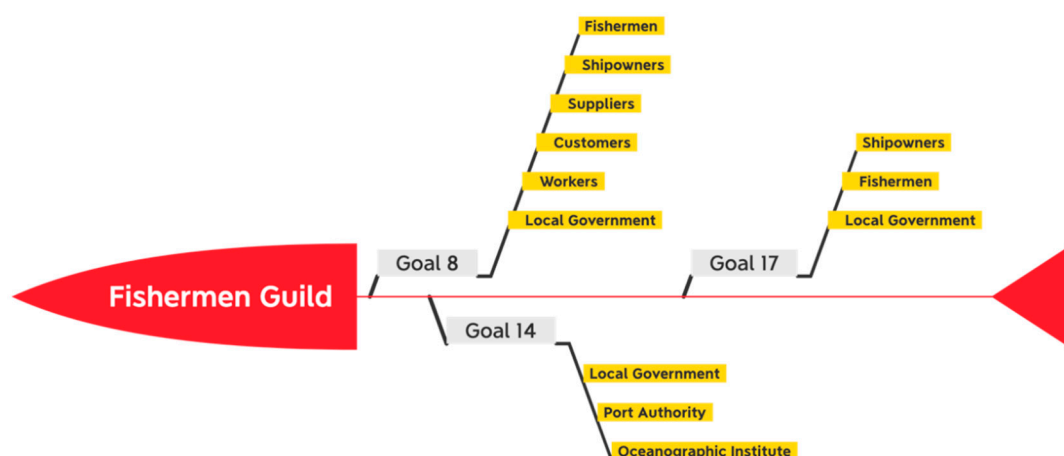 Fishermen
Shipowners
Suppliers
Customers
Workers
Local Government
Goal 8
Shipowners
Fishermen
Local Government
Goal 17
Fishermen Guild
Goal 14
Local Government
Port Authority
Oceanographic Institute